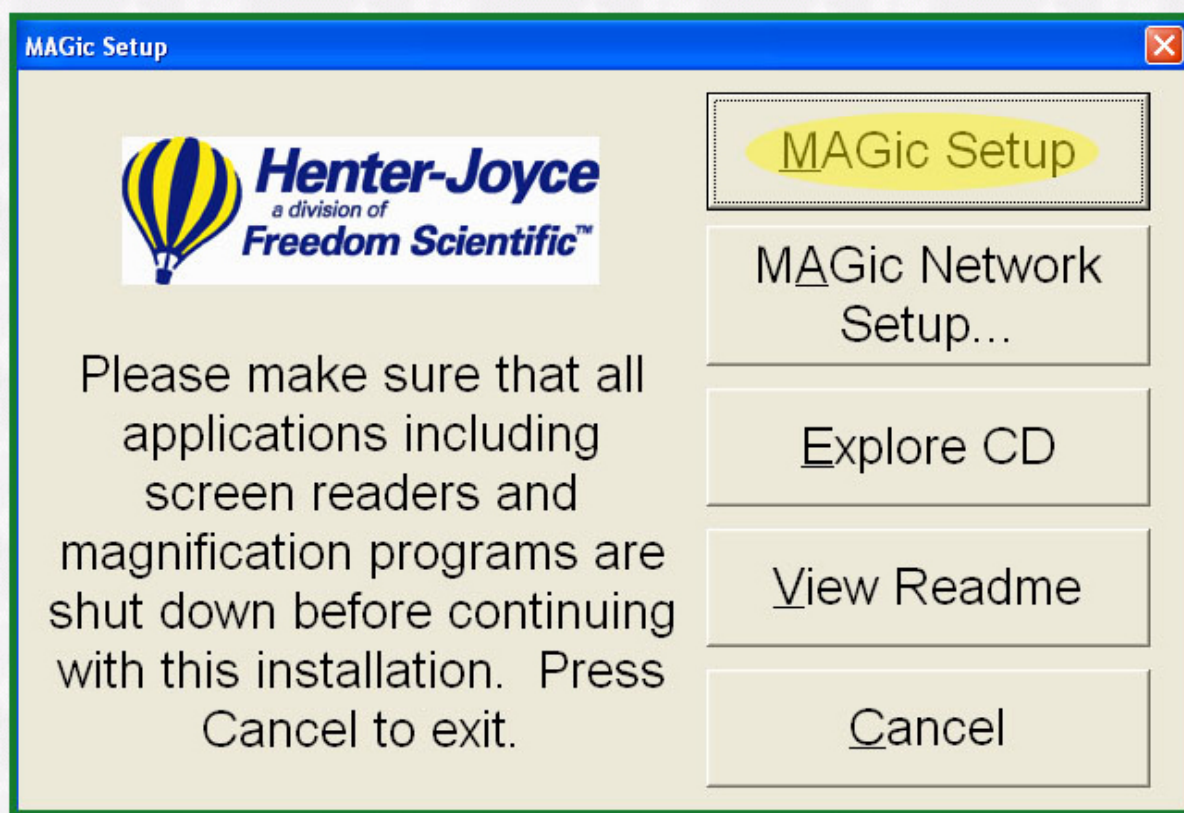 MAGic Setup
Henter-Joyce
a division of
Freedom Scientific™
Please make sure that all
applications including
screen readers and
magnification programs are
shut down before continuing
with this installation.  Press
Cancel to exit.
MAGic Setup
MAGic Network
Setup...
Explore CD
View Readme
Cancel